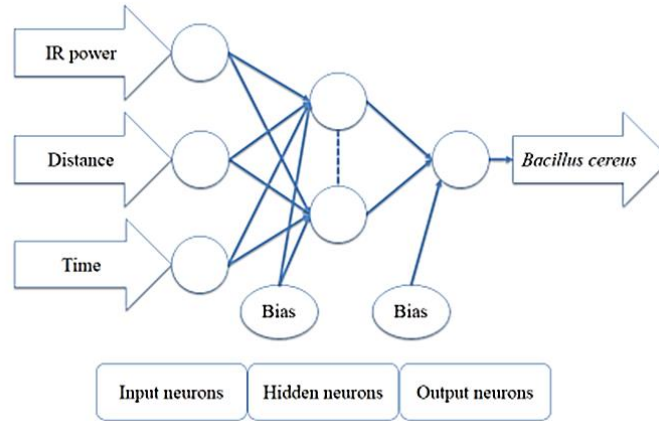 IR power
Distance
Bacillus cereus
Time
Bias
Bias
Input neurons
Hidden neurons
Output neurons